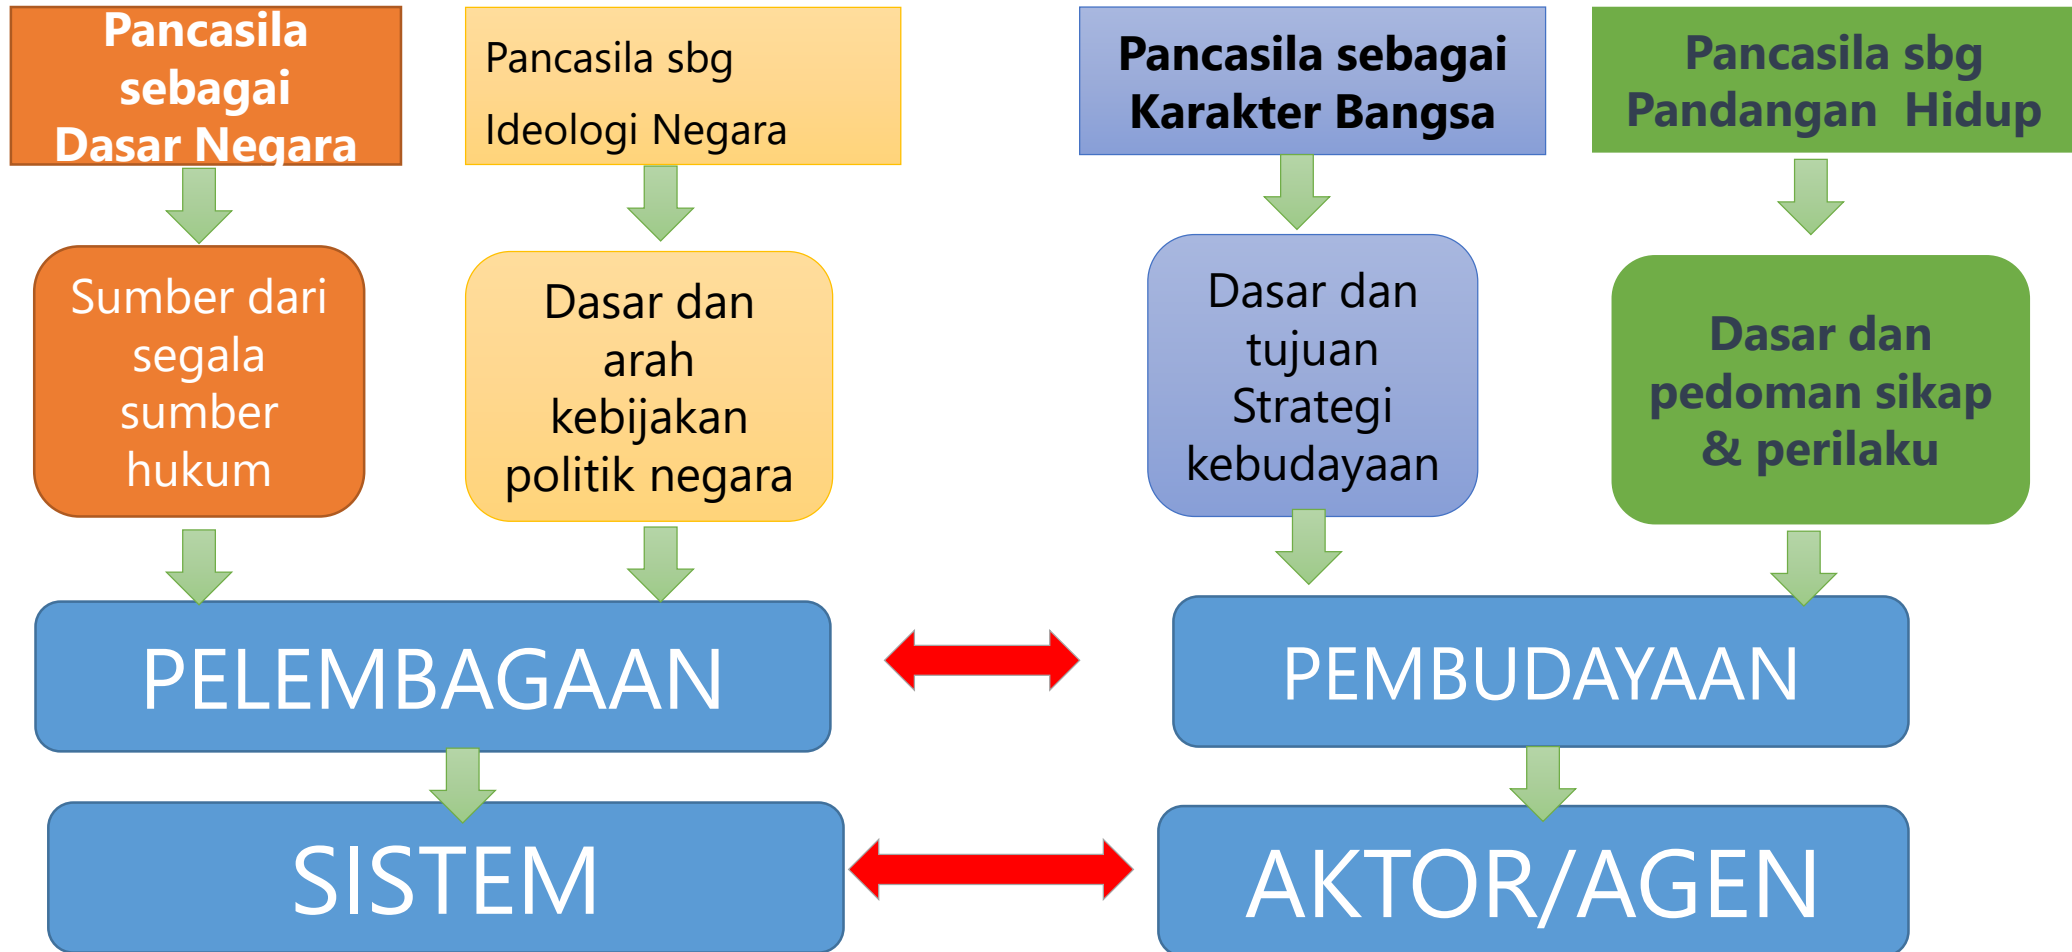 Pancasila
sebagai
Dasar Negara
Pancasila sbg
Ideologi Negara
Pancasila sebagai
Karakter Bangsa
Pancasila sbg
Pandangan Hidup
Sumber dari
segala
sumber
hukum
Dasar dan
arah
kebijakan
politik negara
Dasar dan
tujuan
Strategi
kebudayaan
Dasar dan
pedoman sikap
& perilaku
PELEMBAGAAN
PEMBUDAYAAN
SISTEM
AKTOR/AGEN